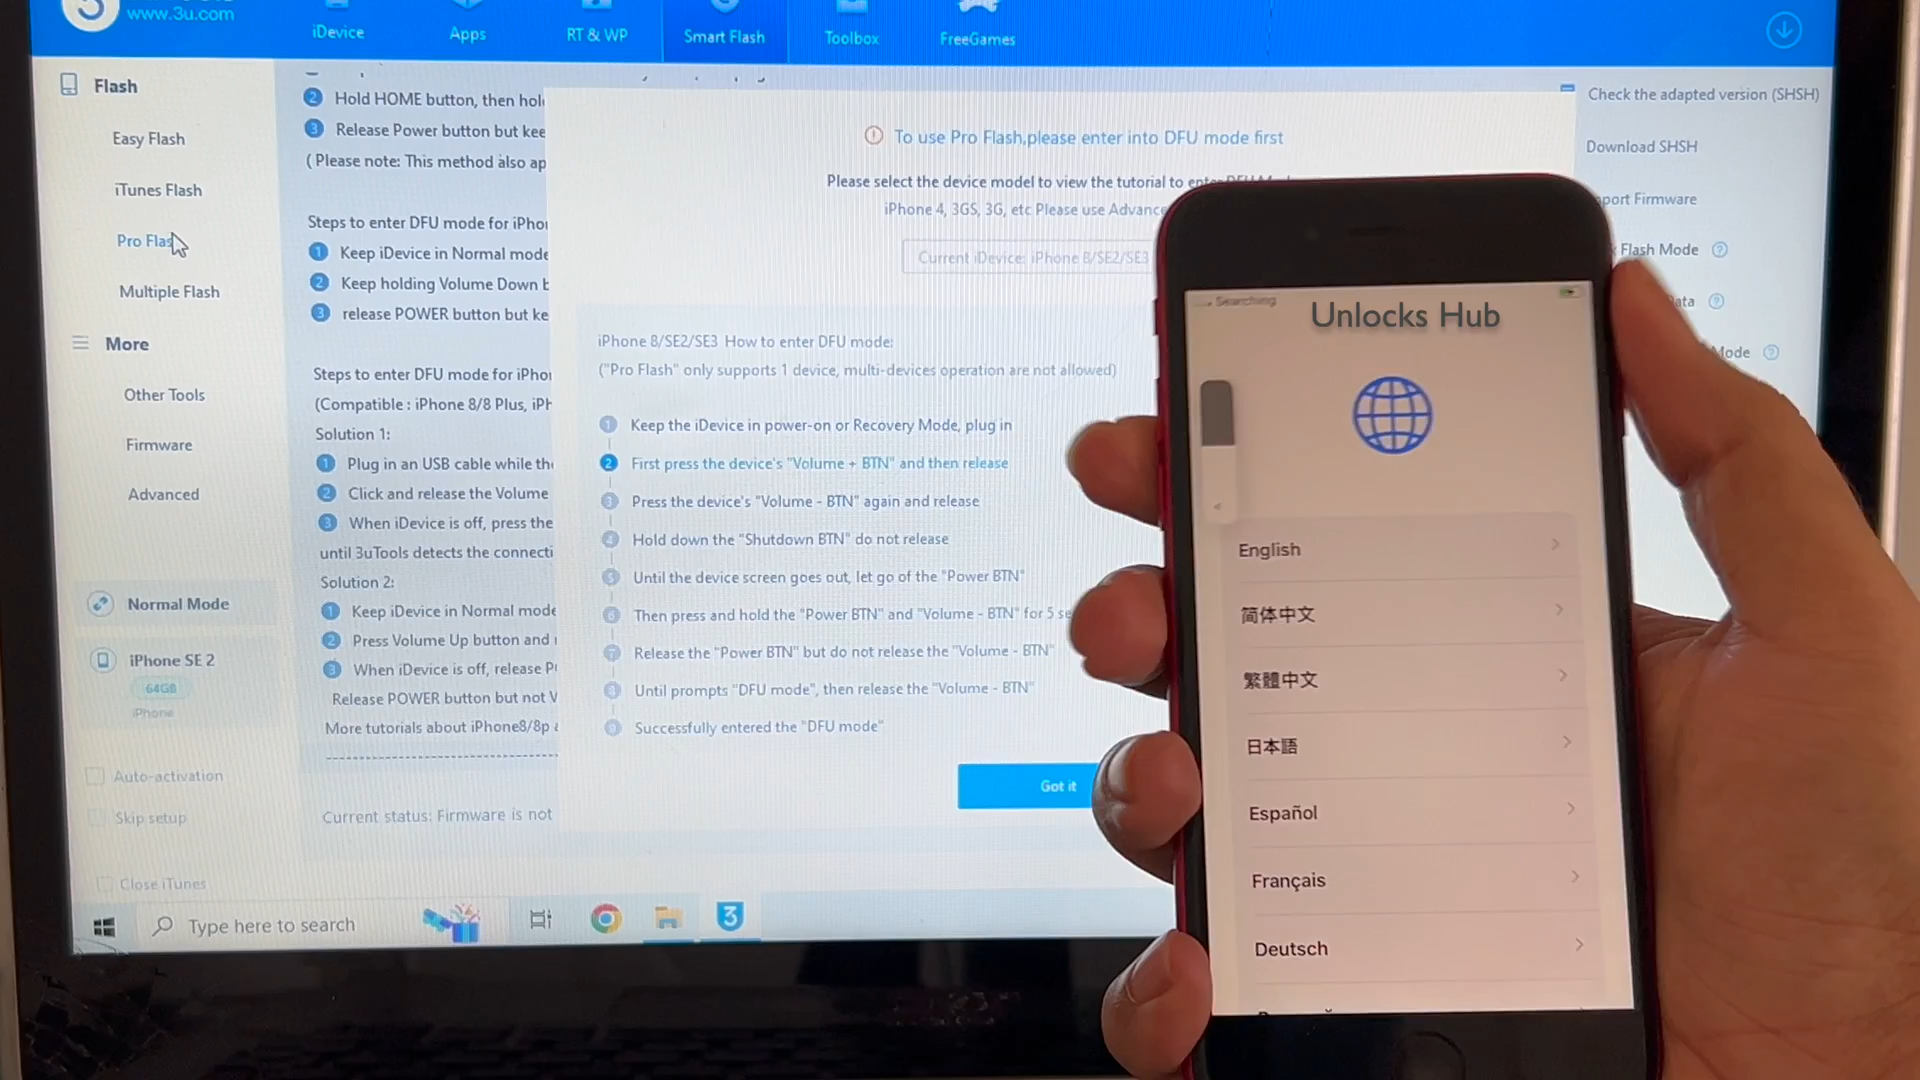 www.3u.com
iDevice
Apps
RT & WP
Smart Flash
Toolbox
FreeGames
Flash
Easy Flash
iTunes Flash
Pro Flas
Multiple Flash
More
Other Tools
Firmware
Advanced
Normal Mode
iPhone SE 2
64GB
iPhone
Auto-activation
Skip setup
Close iTunes
2 Hold HOME button, then hol
3 Release Power button but kee
( Please note: This method also ap
Steps to enter DFU mode for iPho
1 Keep iDevice in Normal mode
2 Keep holding Volume Down b
3 release POWER button but ke
Steps to enter DFU mode for iPho
(Compatible : iPhone 8/8 Plus, iPh
Solution 1:
1 Plug in an USB cable while the
2 Click and release the Volume
3 When iDevice is off, press the
until 3uTools detects the connecti
Solution 2:
1 Keep iDevice in Normal mode
2 Press Volume Up button and
3 When iDevice is off, release P
Release POWER button but not V
More tutorials about iPhone8/8p a
Current status: Firmware is not
To use Pro Flash,please enter into DFU mode first
Please select the device model to view the tutorial to enter DFU
iPhone 4, 3GS, 3G, etc Please use Advance
Current iDevice: iPhone 8/SE2/SE3
iPhone 8/SE2/SE3 How to enter DFU mode:
("Pro Flash" only supports 1 device, multi-devices operation are not allowed)
1 Keep the iDevice in power-on or Recovery Mode, plug in
2 First press the device's "Volume + BTN" and then release
3 Press the device's "Volume - BTN" again and release
4 Hold down the "Shutdown BTN" do not release
5 Until the device screen goes out, let go of the "Power BTN"
6 Then press and hold the "Power BTN" and "Volume - BTN" for 5 se
7 Release the "Power BTN" but do not release the "Volume - BTN"
8 Until prompts "DFU mode", then release the "Volume - BTN"
9 Successfully entered the "DFU mode"
Got it
Check the adapted version (SHSH)
Download SHSH
port Firmware
Flash Mode ?
ata ?
Mode ?
Type here to search
3
Searching
Unlocks Hub
English
简体中文
繁體中文
日本語
Español
Français
Deutsch